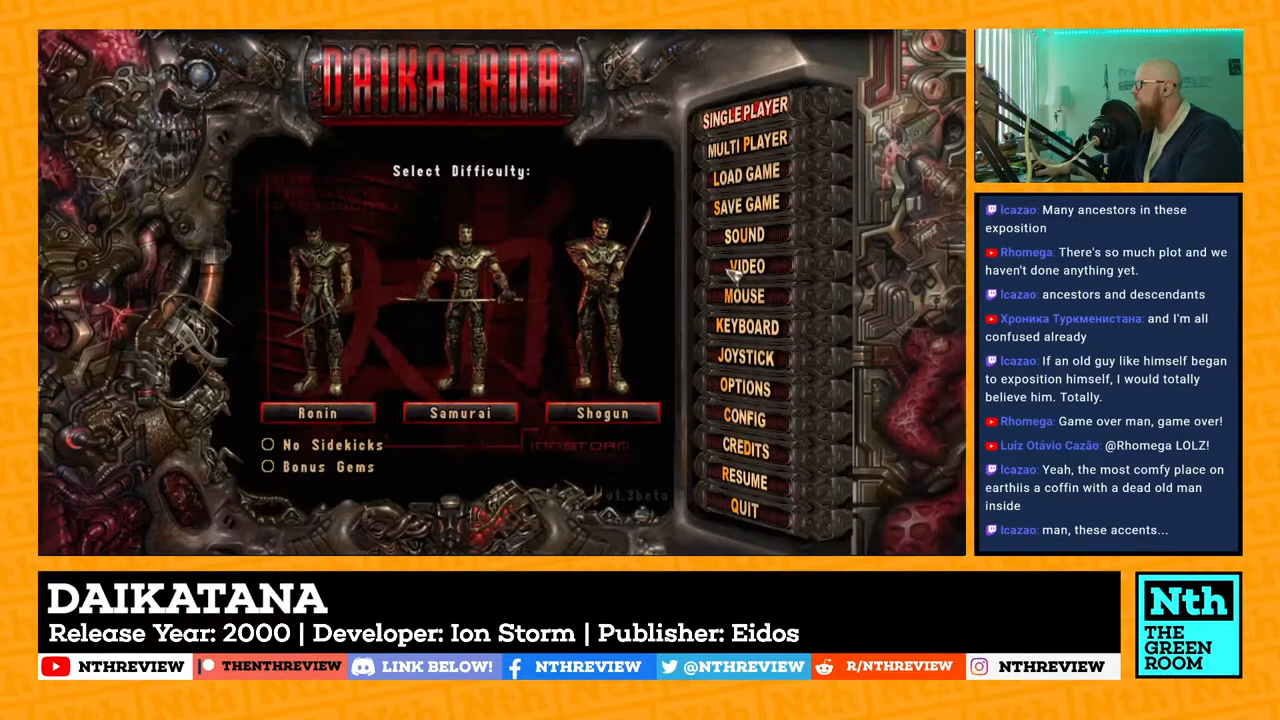 DAIKATANA
Select Difficulty:
Ronin
Samurai
Shogun
No Sidekicks
Bonus Gems
IONSTORM
v1.3beta
SINGLE PLAYER
MULTI PLAYER
LOAD GAME
SAVE GAME
SOUND
VIDEO
MOUSE
KEYBOARD
JOYSTICK
OPTIONS
CONFIG
CREDITS
RESUME
QUIT
lcazao: Many ancestors in these
exposition
Rhomega: There's so much plot and we
haven't done anything yet.
lcazao: ancestors and descendants
Хроника Туркменистана: and I'm all
confused already
lcazao: If an old guy like himself began
to exposition himself, I would totally
believe him. Totally.
Rhomega: Game over man, game over!
Luiz Otávio Cazão: @Rhomega LOLZ!
lcazao: Yeah, the most comfy place on
earthiis a coffin with a dead old man
inside
lcazao: man, these accents...
DAIKATANA
Release Year: 2000 | Developer: Ion Storm | Publisher: Eidos
NTHREVIEW
THENTHREVIEW
LINK BELOW!
NTHREVIEW
@NTHREVIEW
R/NTHREVIEW
NTHREVIEW
Nth
THE
GREEN
ROOM